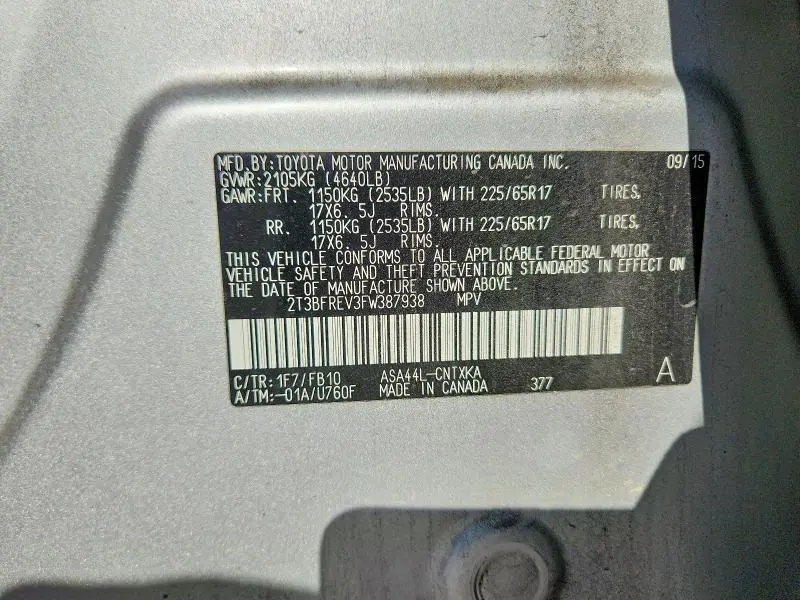 MFD. BY: TOYOTA MOTOR MANUFACTURING CANADA INC. 09/15
GVWR: 2105KG (4640LB)
GAWR: FRT. 1150KG (2535LB) WITH 225/65R17 TIRES,
17X6. 5J RIMS.
RR. 1150KG (2535LB) WITH 225/65R17 TIRES,
17X6. 5J RIMS.
THIS VEHICLE CONFORMS TO ALL APPLICABLE FEDERAL MOTOR
VEHICLE SAFETY AND THEFT PREVENTION STANDARDS IN EFFECT ON
THE DATE OF MANUFACTURE SHOWN ABOVE.
2T3BFREV3FW387938 MPV
C/TR: 1F7/FB10 ASA44L-CNTXKA
A/TM: -01A/U760F MADE IN CANADA 377 A